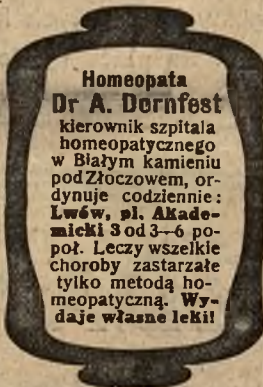 Homeopata
Dr A. Dornfest
kierownik szpitala
homeopatycznego
w Białym kamieniu
pod Złoczowem, or-
dynuje codziennie:
Lwów, pl. Akade-
micki 3 od 3—6 po-
poł. Leczy wszelkie
choroby zastarzałe
tylko metodą ho-
meopatyczną. Wy-
daje własne leki!